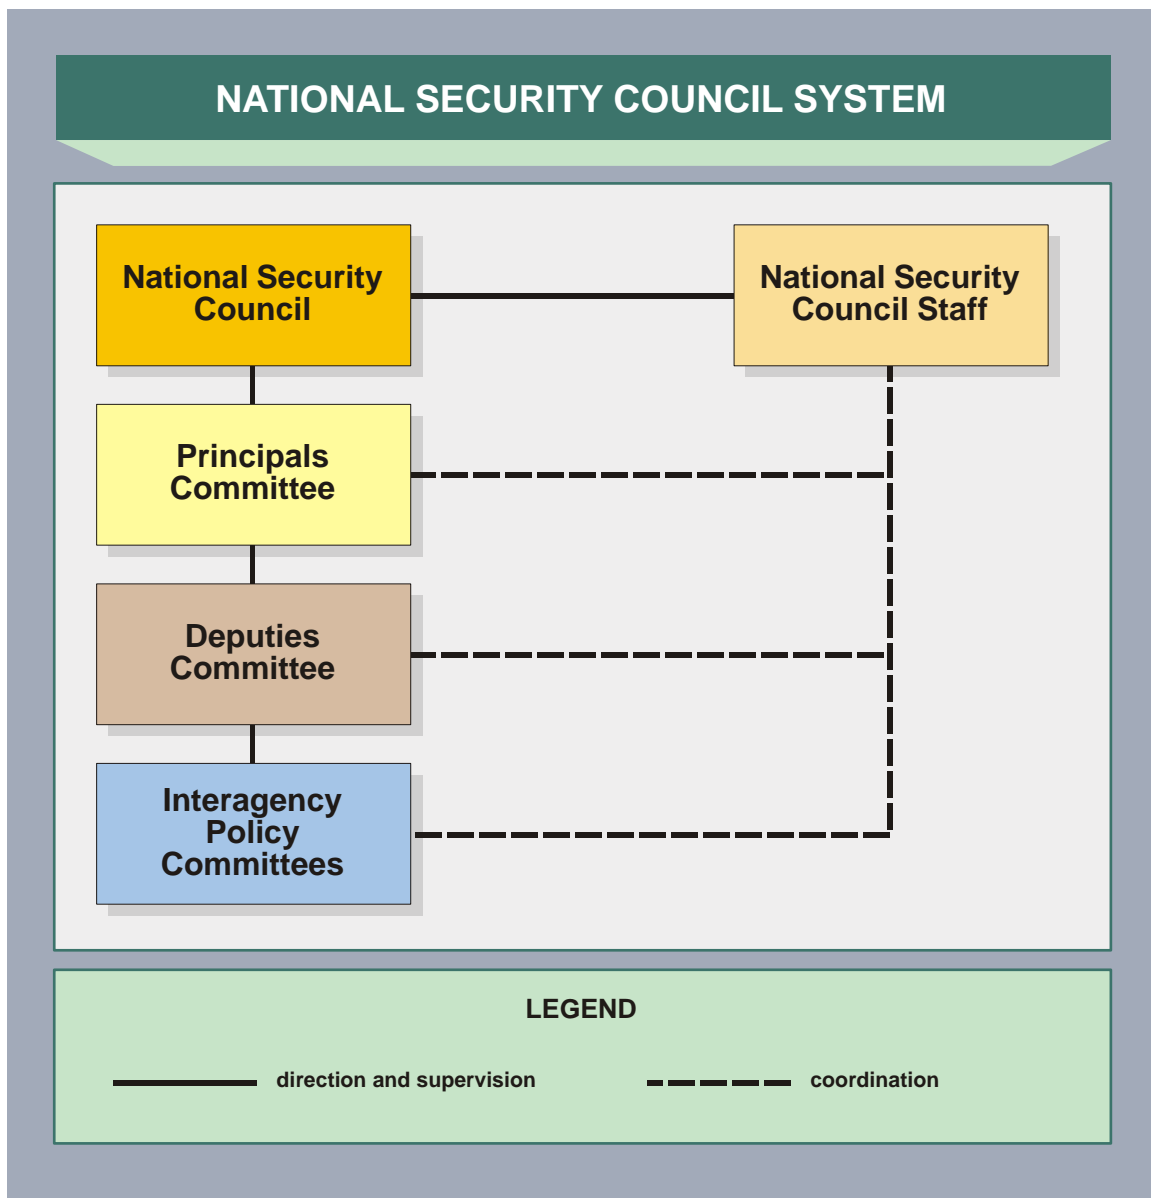 NATIONAL SECURITY COUNCIL SYSTEM
National Security
Council
National Security
Council Staff
Principals
Committee
Deputies
Committee
Interagency
Policy
Committees
LEGEND
direction and supervision
coordination